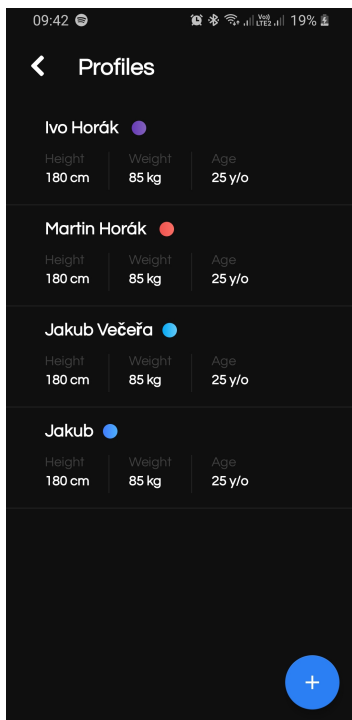 09:42 19%
Profiles
Ivo Horák
Height Weight Age
180 cm 85 kg 25 y/o
Martin Horák
Height Weight Age
180 cm 85 kg 25 y/o
Jakub Večeřa
Height Weight Age
180 cm 85 kg 25 y/o
Jakub
Height Weight Age
180 cm 85 kg 25 y/o
+